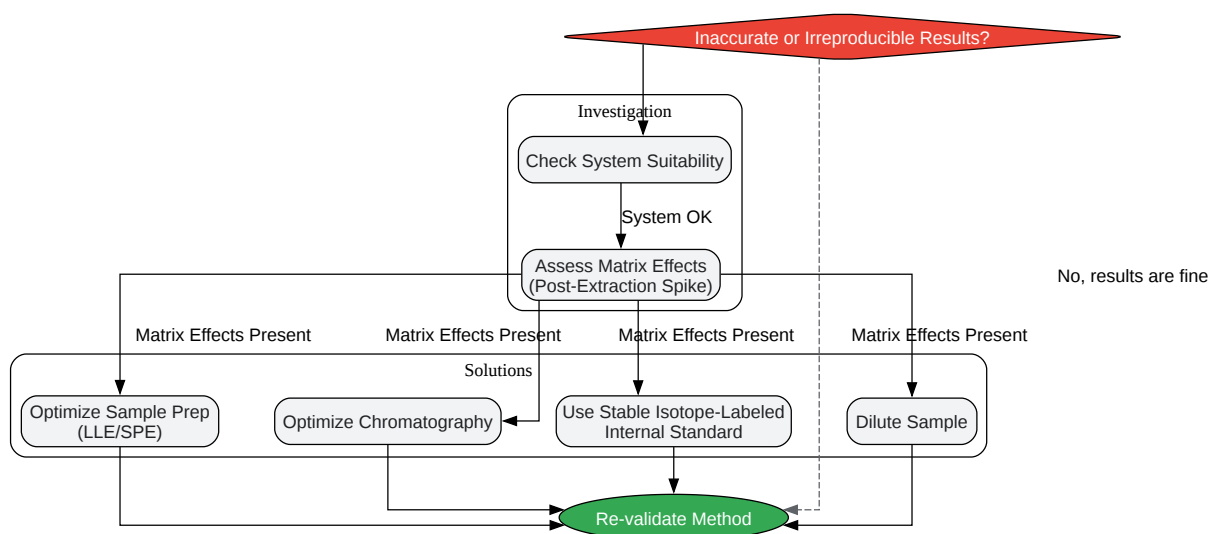 Inaccurate or Irreproducible Results?
Investigation
Check System Suitability
System OK
Assess Matrix Effects
(Post-Extraction Spike)
No, results are fine
Matrix Effects Present
Matrix Effects Present
Matrix Effects Present
Matrix Effects Present
Solutions
Optimize Sample Prep
(LLE/SPE)
Optimize Chromatography
Use Stable Isotope-Labeled
Internal Standard
Dilute Sample
Re-validate Method